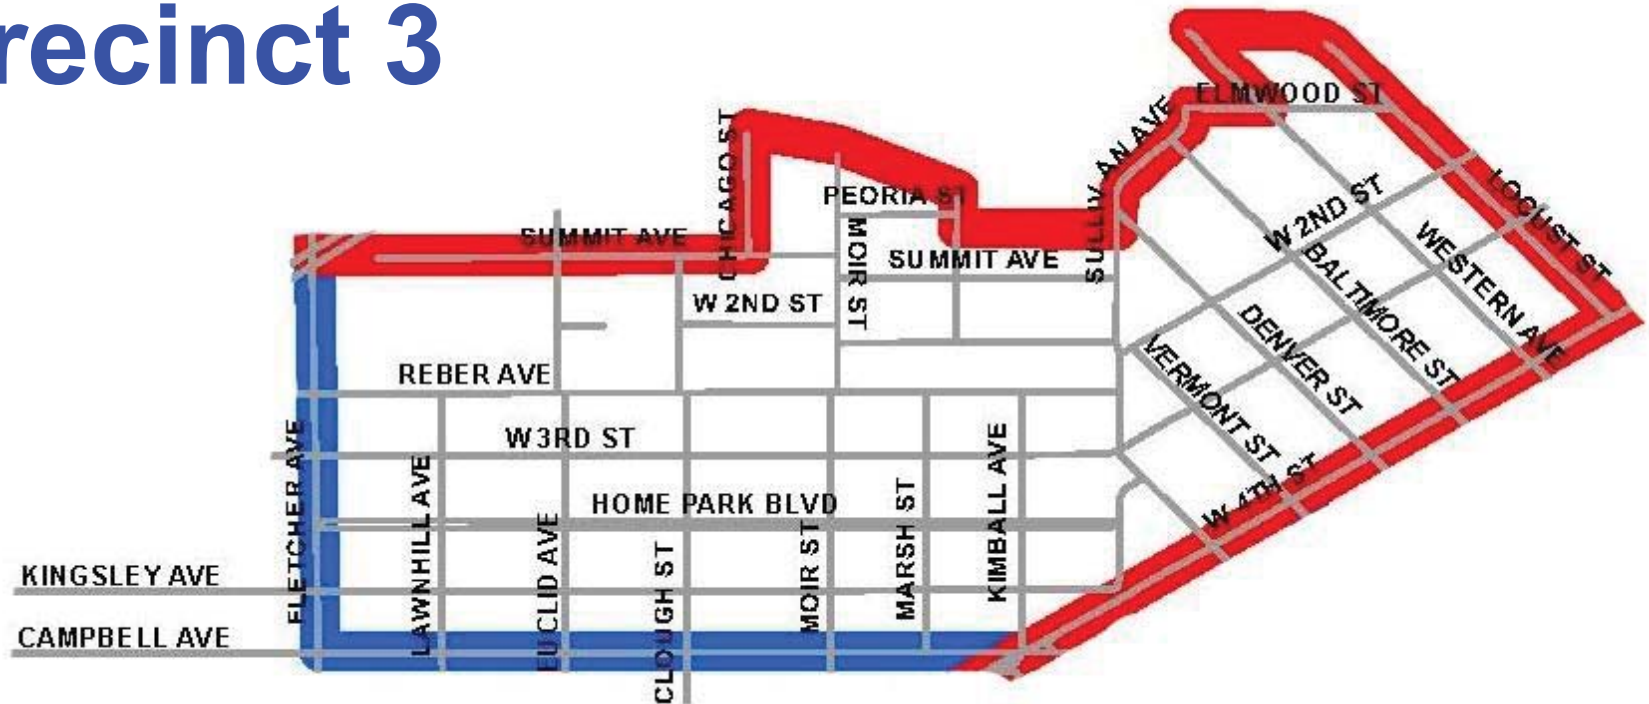 recinct 3
ELMWOOD ST
CHICAGO ST
SULLIVAN AVE
PEORIA ST
LOCUST ST
W 2ND ST
SUMMIT AVE
MOIR ST
SUMMIT AVE
WESTERN AVE
BALTIMORE ST
W 2ND ST
DENVER ST
REBER AVE
VERMONT ST
W 3RD ST
FLETCHER AVE
LAWNHILL AVE
HOME PARK BLVD
MARSH ST
KIMBALL AVE
W 4TH ST
EUCLID AVE
CLOUGH ST
MOIR ST
KINGSLEY AVE
CAMPBELL AVE